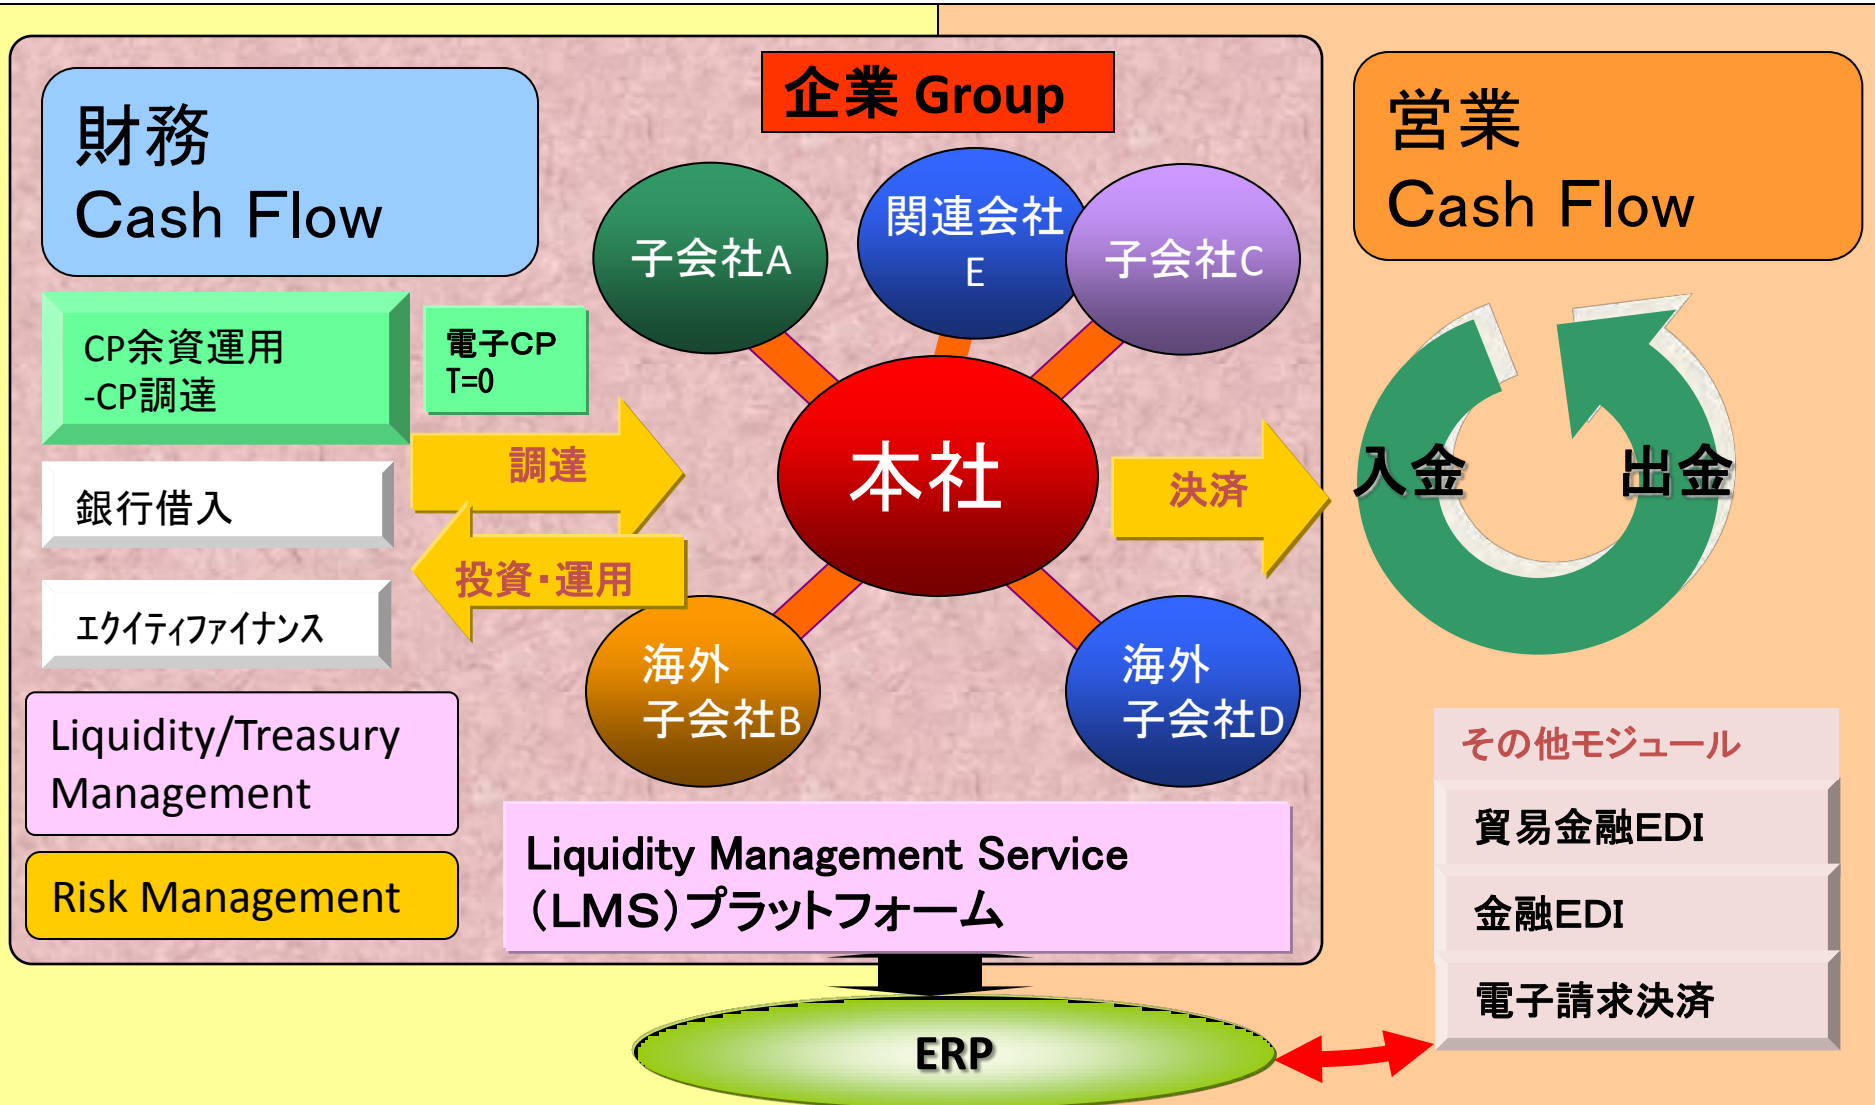 企業 Group
財務
Cash Flow
営業
Cash Flow
子会社A
関連会社
E
子会社C
CP余資運用
-CP調達
電子CP
T=0
調達
本社
決済
入金
出金
銀行借入
投資・運用
エクイティファイナンス
海外
子会社B
海外
子会社D
Liquidity/Treasury
Management
Risk Management
Liquidity Management Service
（LMS）プラットフォーム
その他モジュール
貿易金融EDI
金融EDI
電子請求決済
ERP